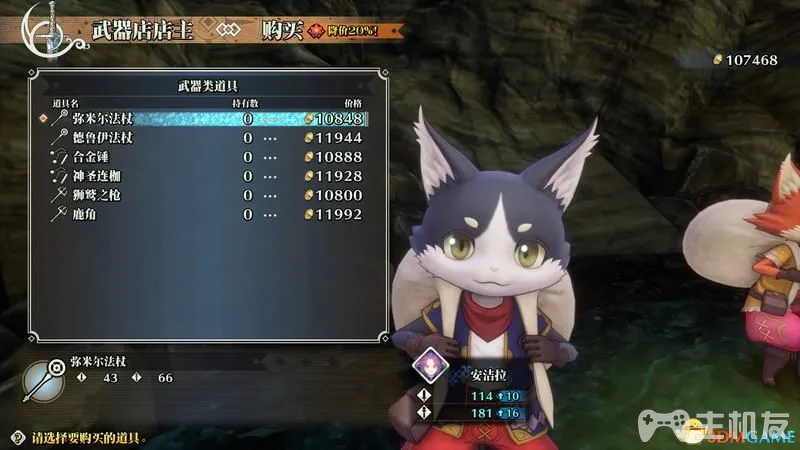 武器店店主 购买 降价20%!
107468
武器类道具
道具名 持有数 价格
弥米尔法杖 0 … 10848
德鲁伊法杖 0 … 11944
合金锤 0 … 10888
神圣连枷 0 … 11928
狮鹫之枪 0 … 10800
鹿角 0 … 11992
弥米尔法杖
43 66
安洁拉
114 10
181 16
请选择要购买的道具。
主机友
3DMGAME